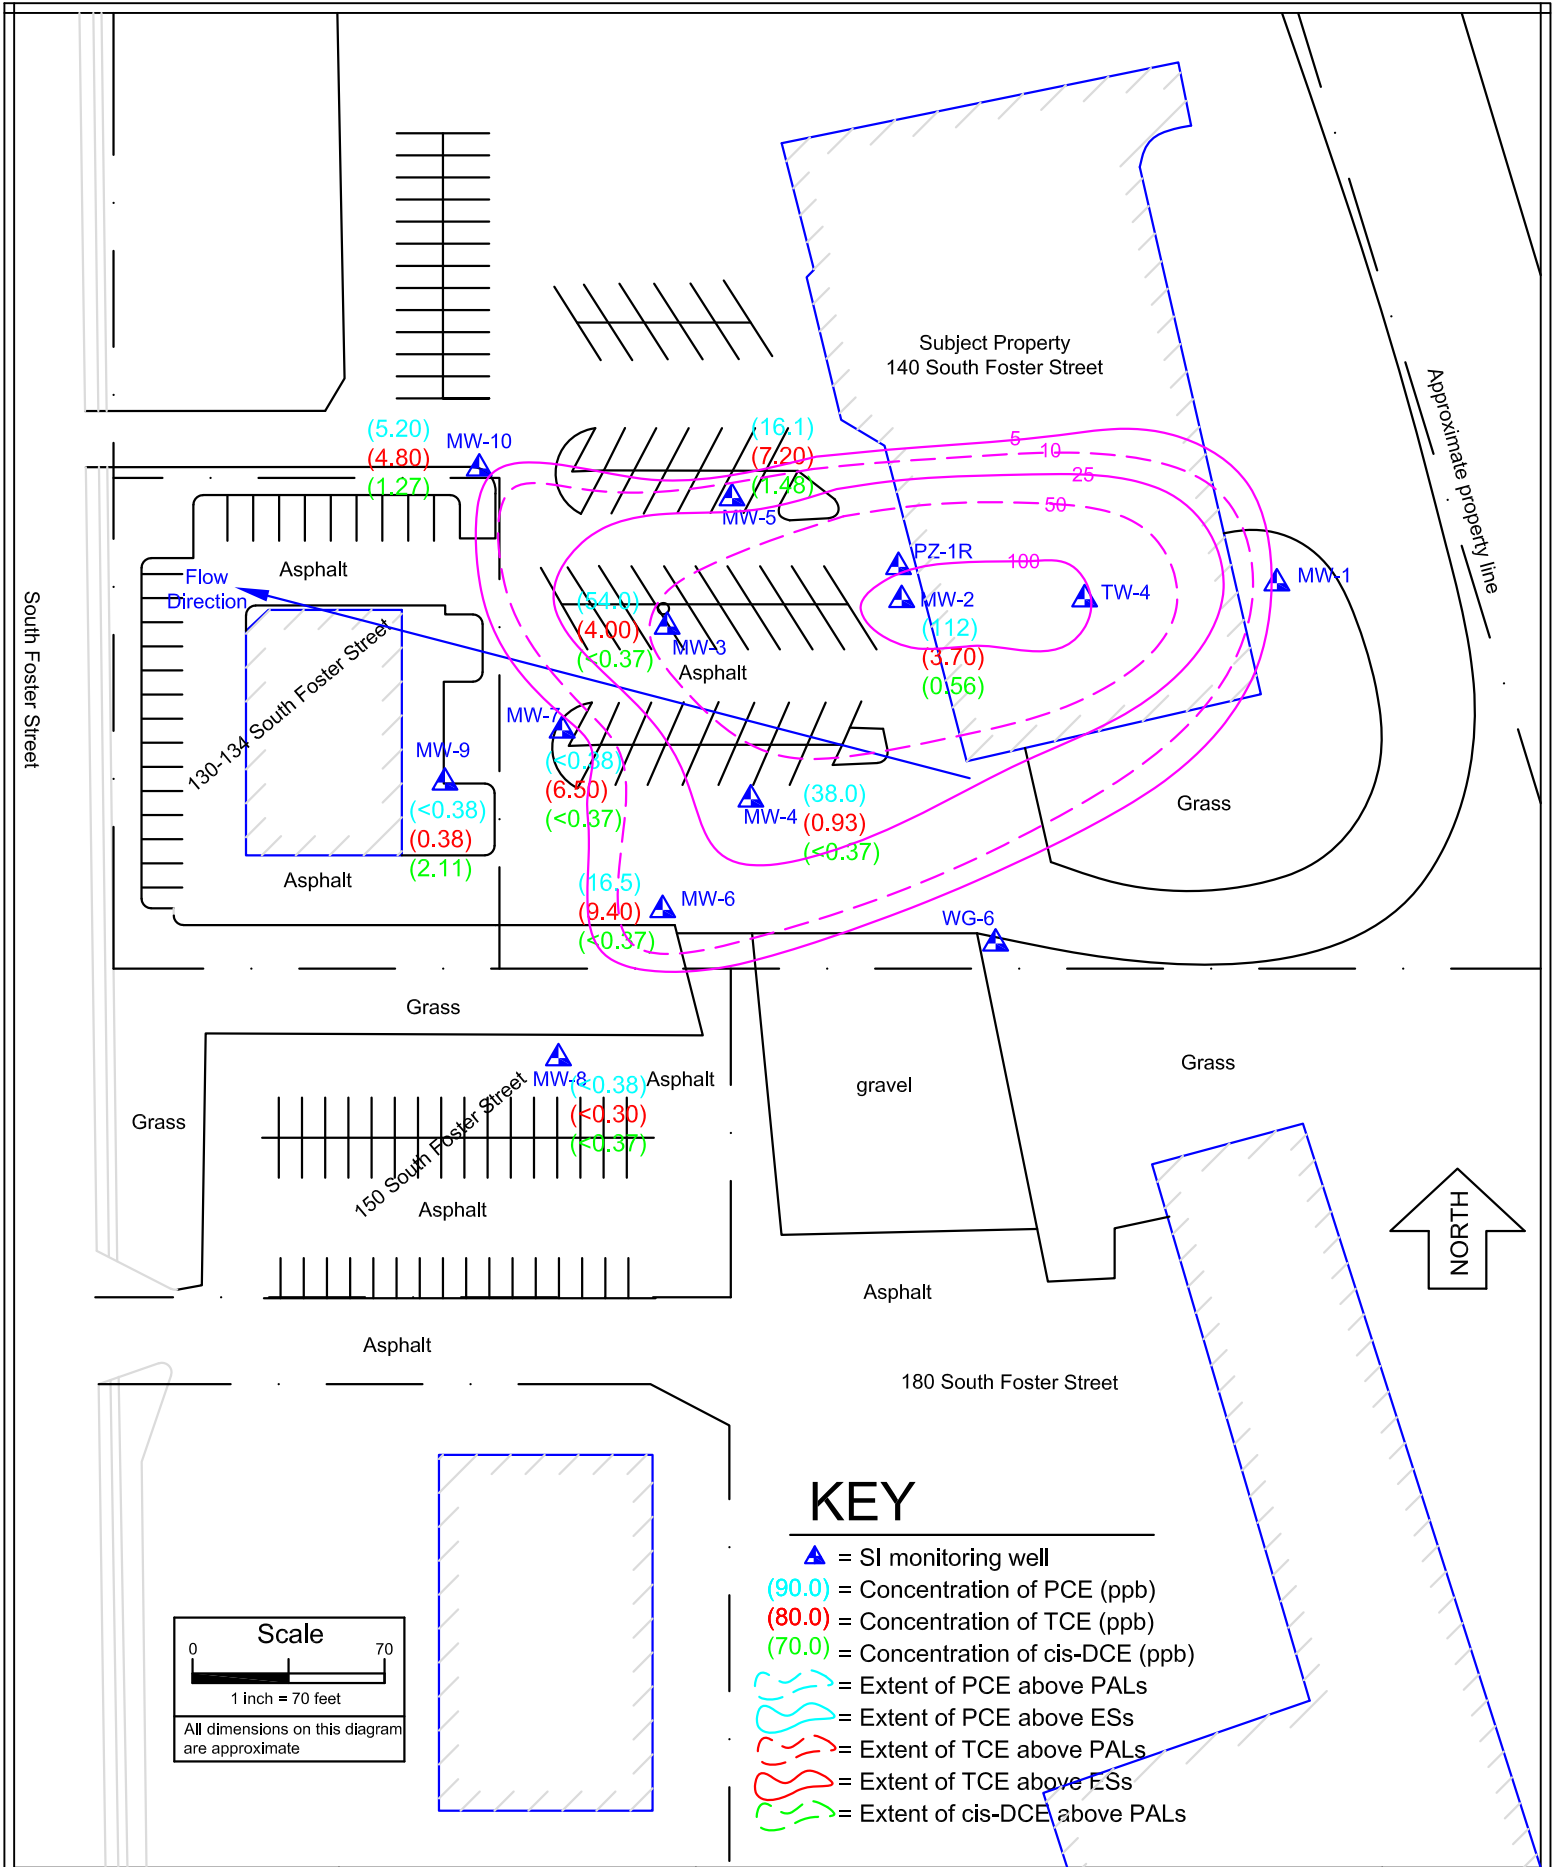 Subject Property
140 South Foster Street
Approximate property line
(5.20)
(4.80)
(1.27)
MW-10
(16.1)
(7.20)
(1.48)
MW-5
5
10
25
50
100
PZ-1R
MW-2
(112)
(3.70)
(0.56)
TW-4
MW-1
Asphalt
Flow
Direction
South Foster Street
130-134 South Foster Street
(54.0)
(4.00)
(<0.37)
MW-3
Asphalt
MW-7
(<0.38)
(6.50)
(<0.37)
MW-9
(<0.38)
(0.38)
(2.11)
MW-4
(38.0)
(0.93)
(<0.37)
Grass
Asphalt
(16.5)
(9.40)
(<0.37)
MW-6
WG-6
Grass
MW-8
(<0.38)
(<0.30)
(<0.37)
Asphalt
gravel
Grass
Grass
150 South Foster Street
Asphalt
NORTH
Asphalt
Asphalt
180 South Foster Street
KEY
= SI monitoring well
(90.0) = Concentration of PCE (ppb)
(80.0) = Concentration of TCE (ppb)
(70.0) = Concentration of cis-DCE (ppb)
= Extent of PCE above PALs
= Extent of PCE above ESs
= Extent of TCE above PALs
= Extent of TCE above ESs
= Extent of cis-DCE above PALs
Scale
0 70
1 inch = 70 feet
All dimensions on this diagram
are approximate